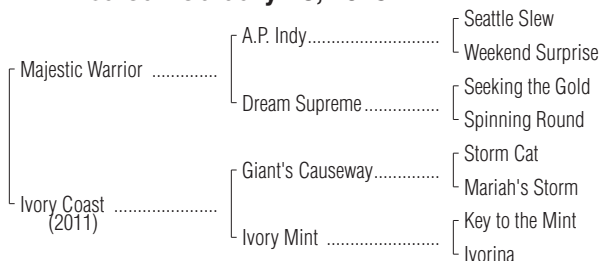 Seattle Slew
A.P. Indy
Weekend Surprise
Majestic Warrior
Seeking the Gold
Dream Supreme
Spinning Round
Storm Cat
Giant's Causeway
Mariah's Storm
Ivory Coast
(2011)
Key to the Mint
Ivory Mint
Ivorina